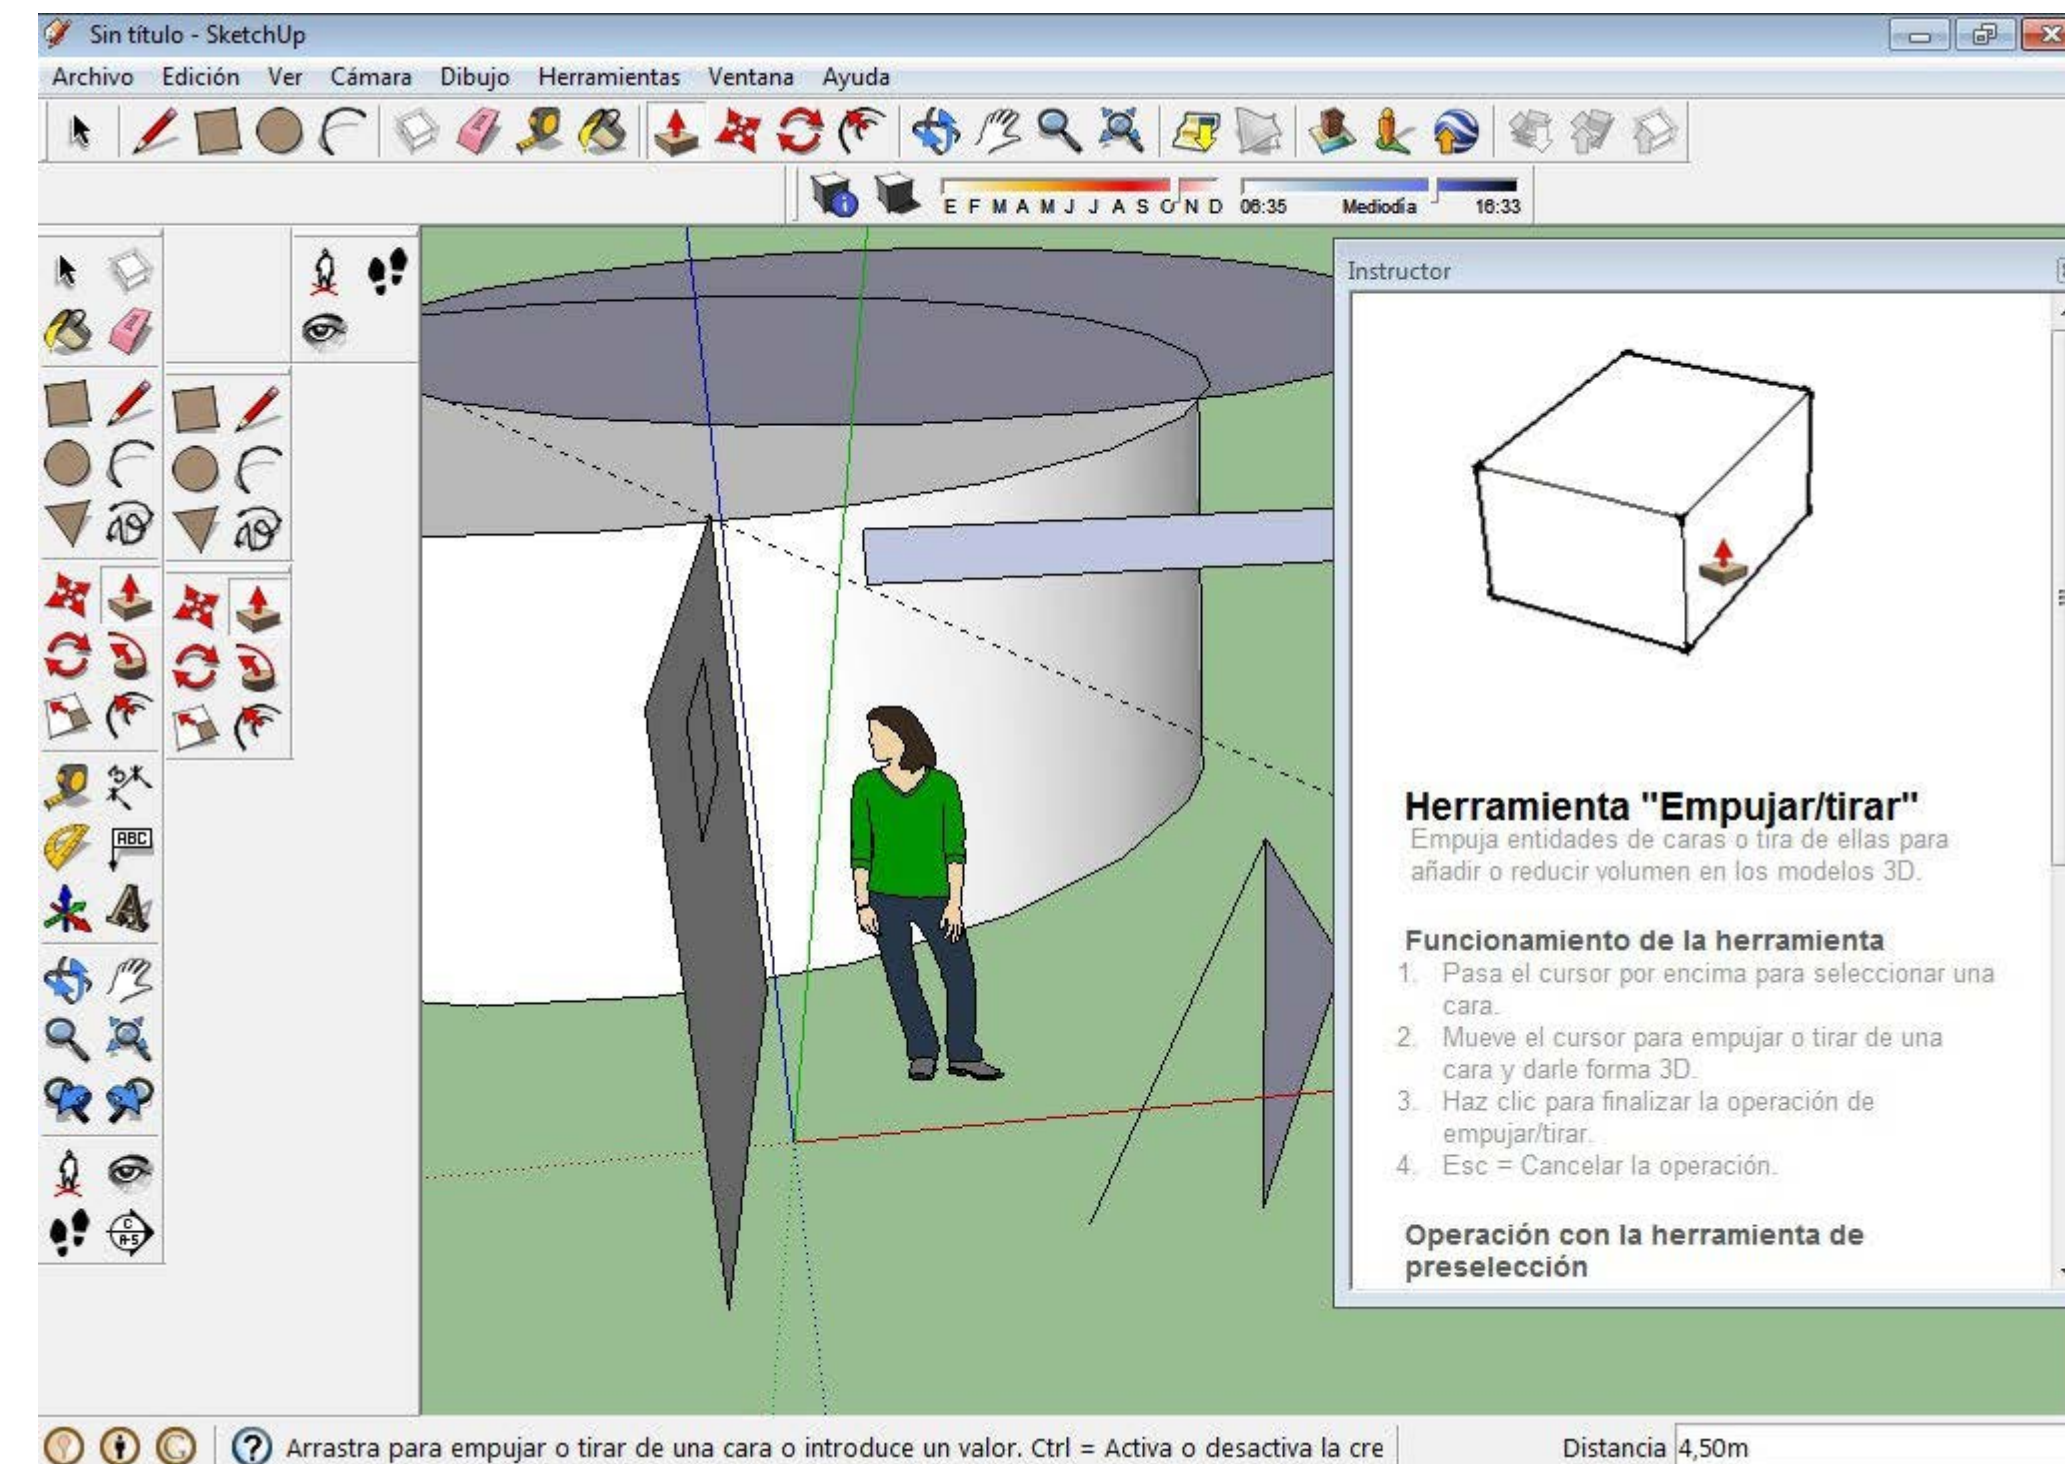 Sin título - SketchUp
Archivo Edición Ver Cámara Dibujo Herramientas Ventana Ayuda
E F M A M J J A S O N D 06:35 Mediodía 16:33
Instructor
ABC
Herramienta "Empujar/tirar"
Empuja entidades de caras o tira de ellas para
añadir o reducir volumen en los modelos 3D.
Funcionamiento de la herramienta
1. Pasa el cursor por encima para seleccionar una
cara.
2. Mueve el cursor para empujar o tirar de una
cara y darle forma 3D.
3. Haz clic para finalizar la operación de
empujar/tirar.
4. Esc = Cancelar la operación.
Operación con la herramienta de
preselección
Arrastra para empujar o tirar de una cara o introduce un valor. Ctrl = Activa o desactiva la cre
Distancia 4,50m